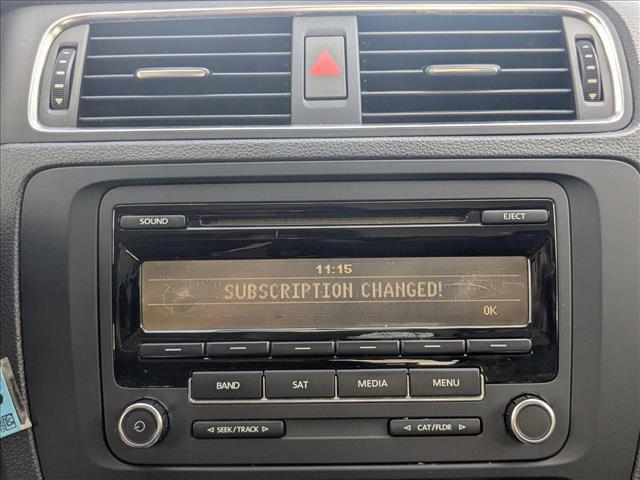 SOUND
EJECT
11:15
SUBSCRIPTION CHANGED!
OK
BAND SAT MEDIA MENU
◁ SEEK/TRACK ▷ ◁ CAT/FLDR ▷